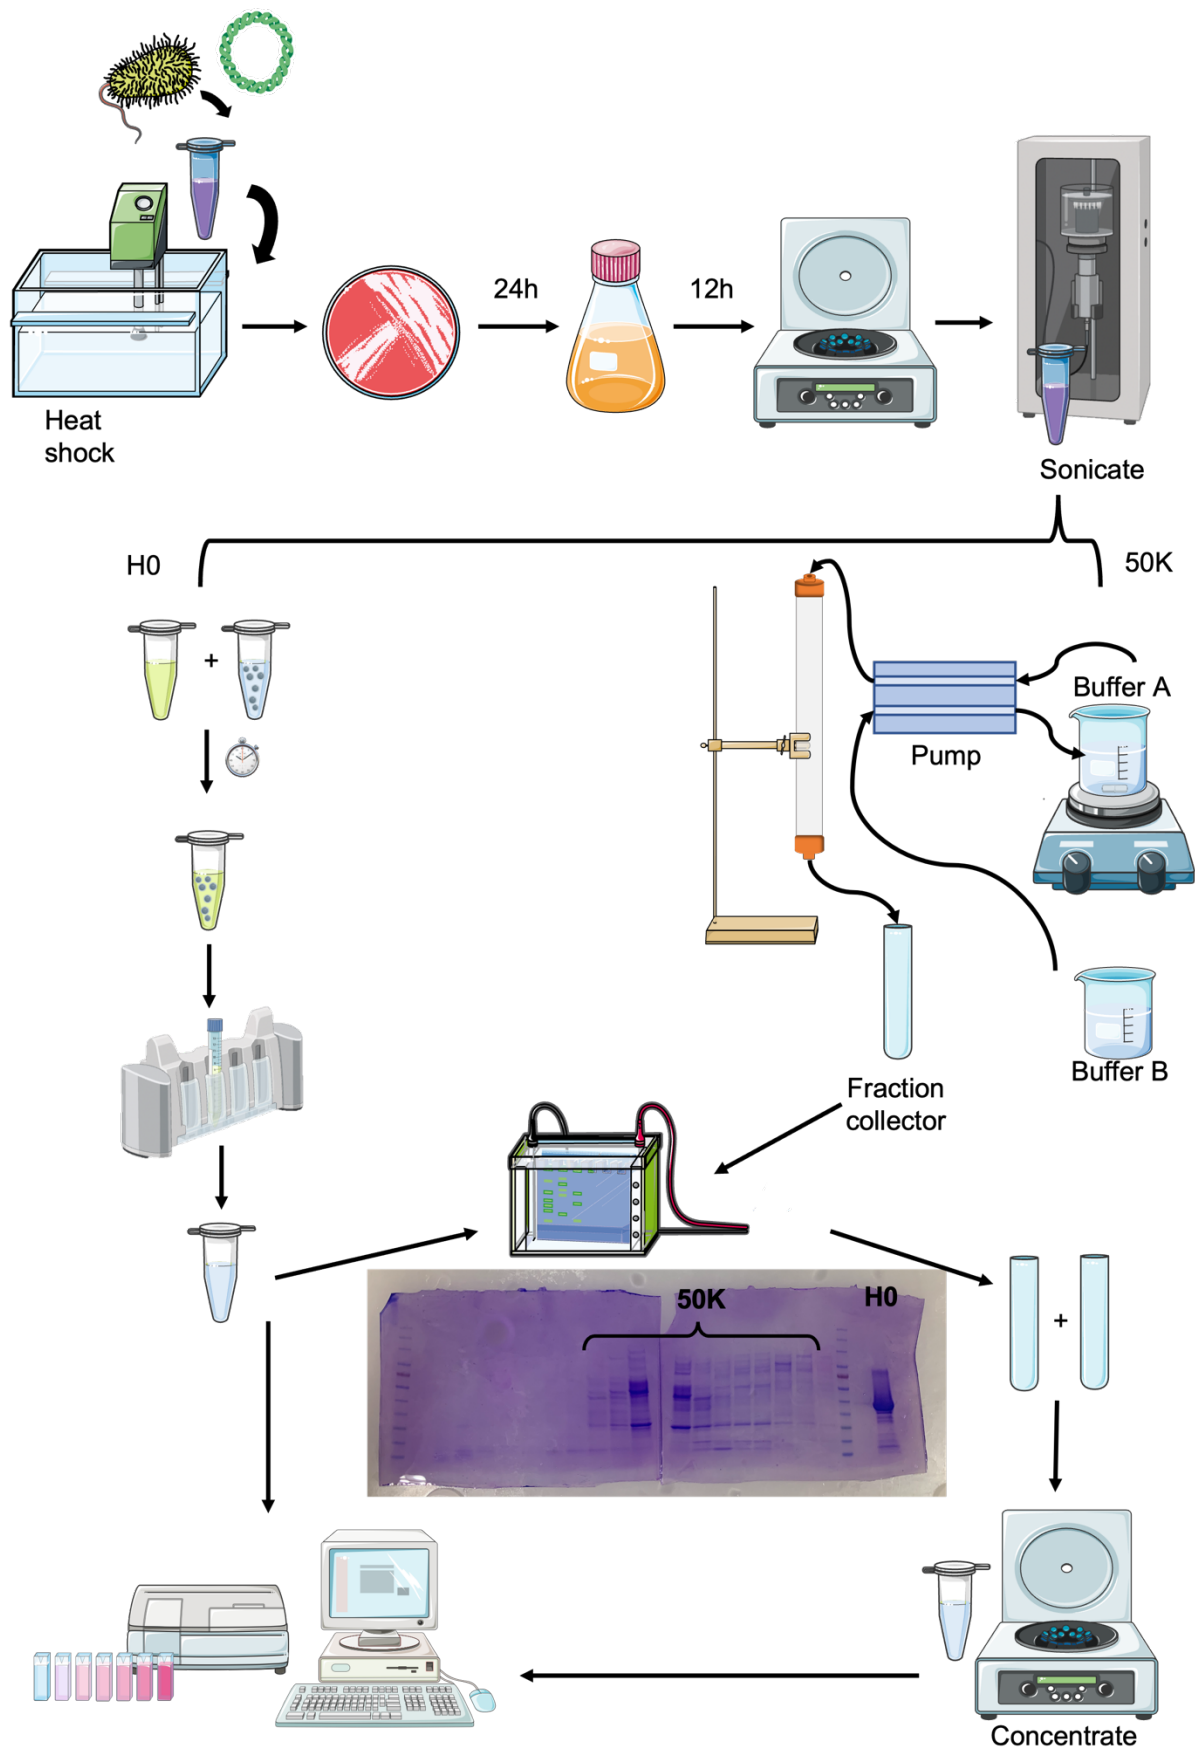 Heat
shock
24h
12h
Sonicate
H0
50K
+
Buffer A
Pump
Buffer B
Fraction
collector
50K
H0
+
Concentrate